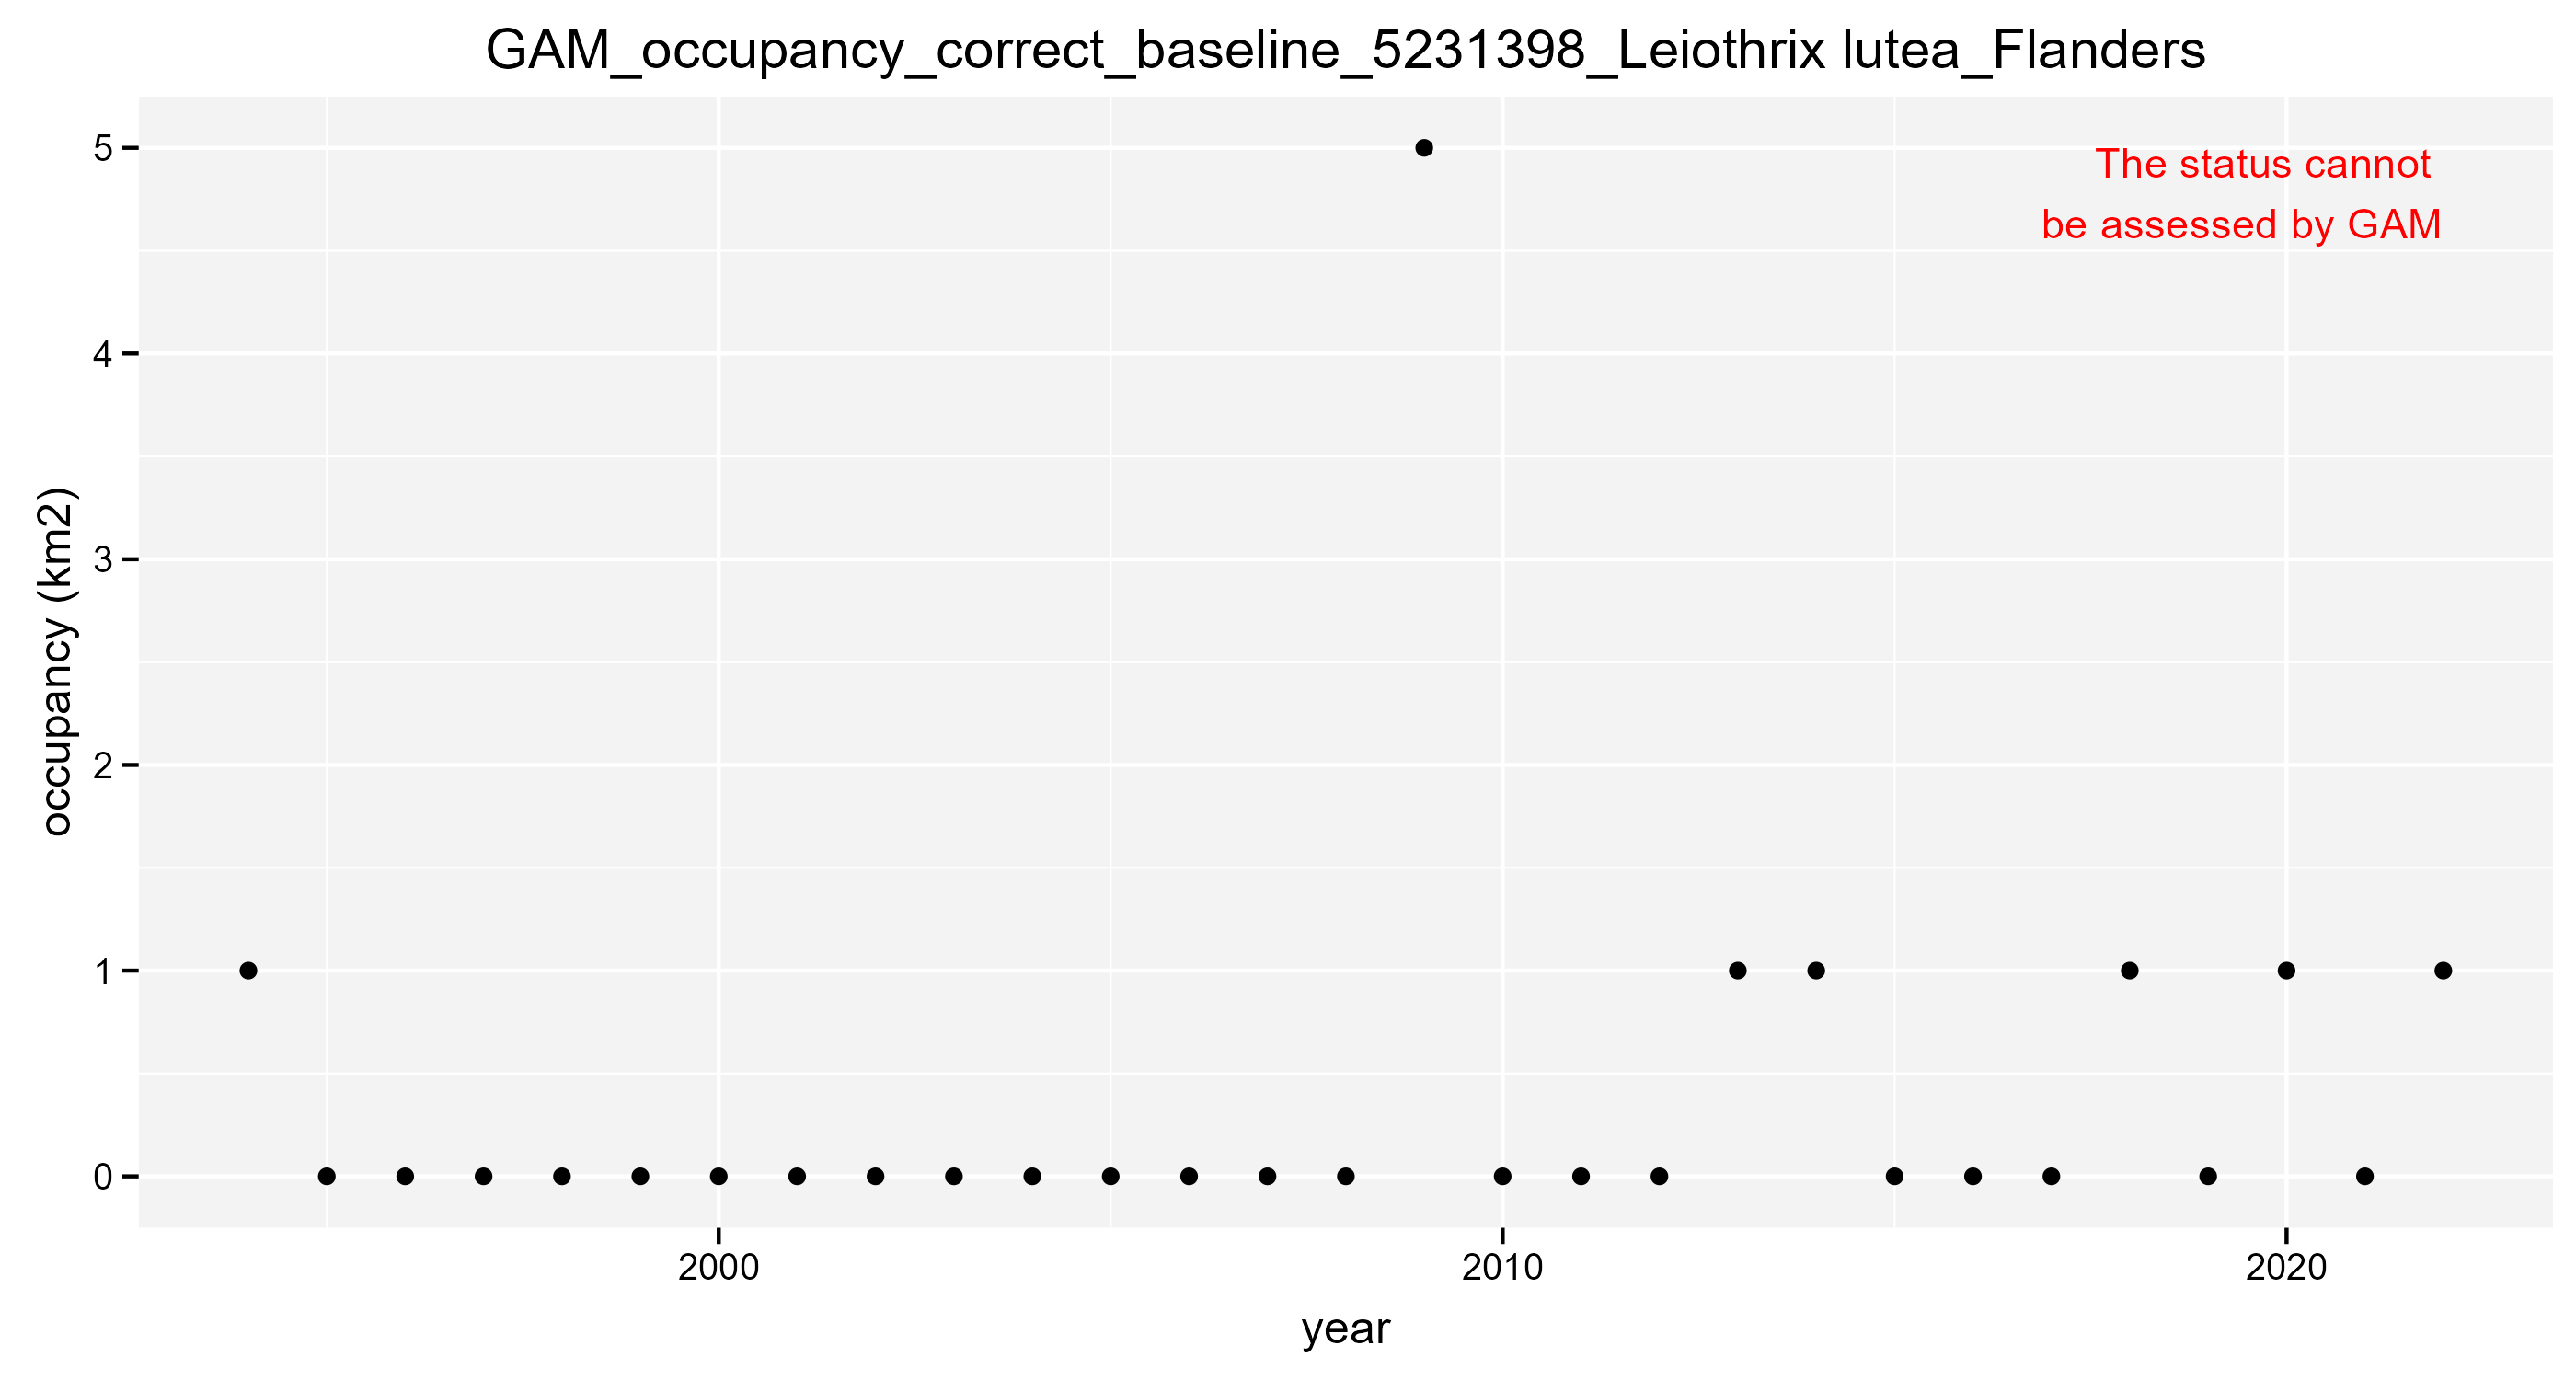 GAM_occupancy_correct_baseline_5231398_Leiothrix lutea_Flanders
The status cannot
be assessed by GAM
occupancy (km2)
5
4
3
2
1
0
2000
2010
2020
year